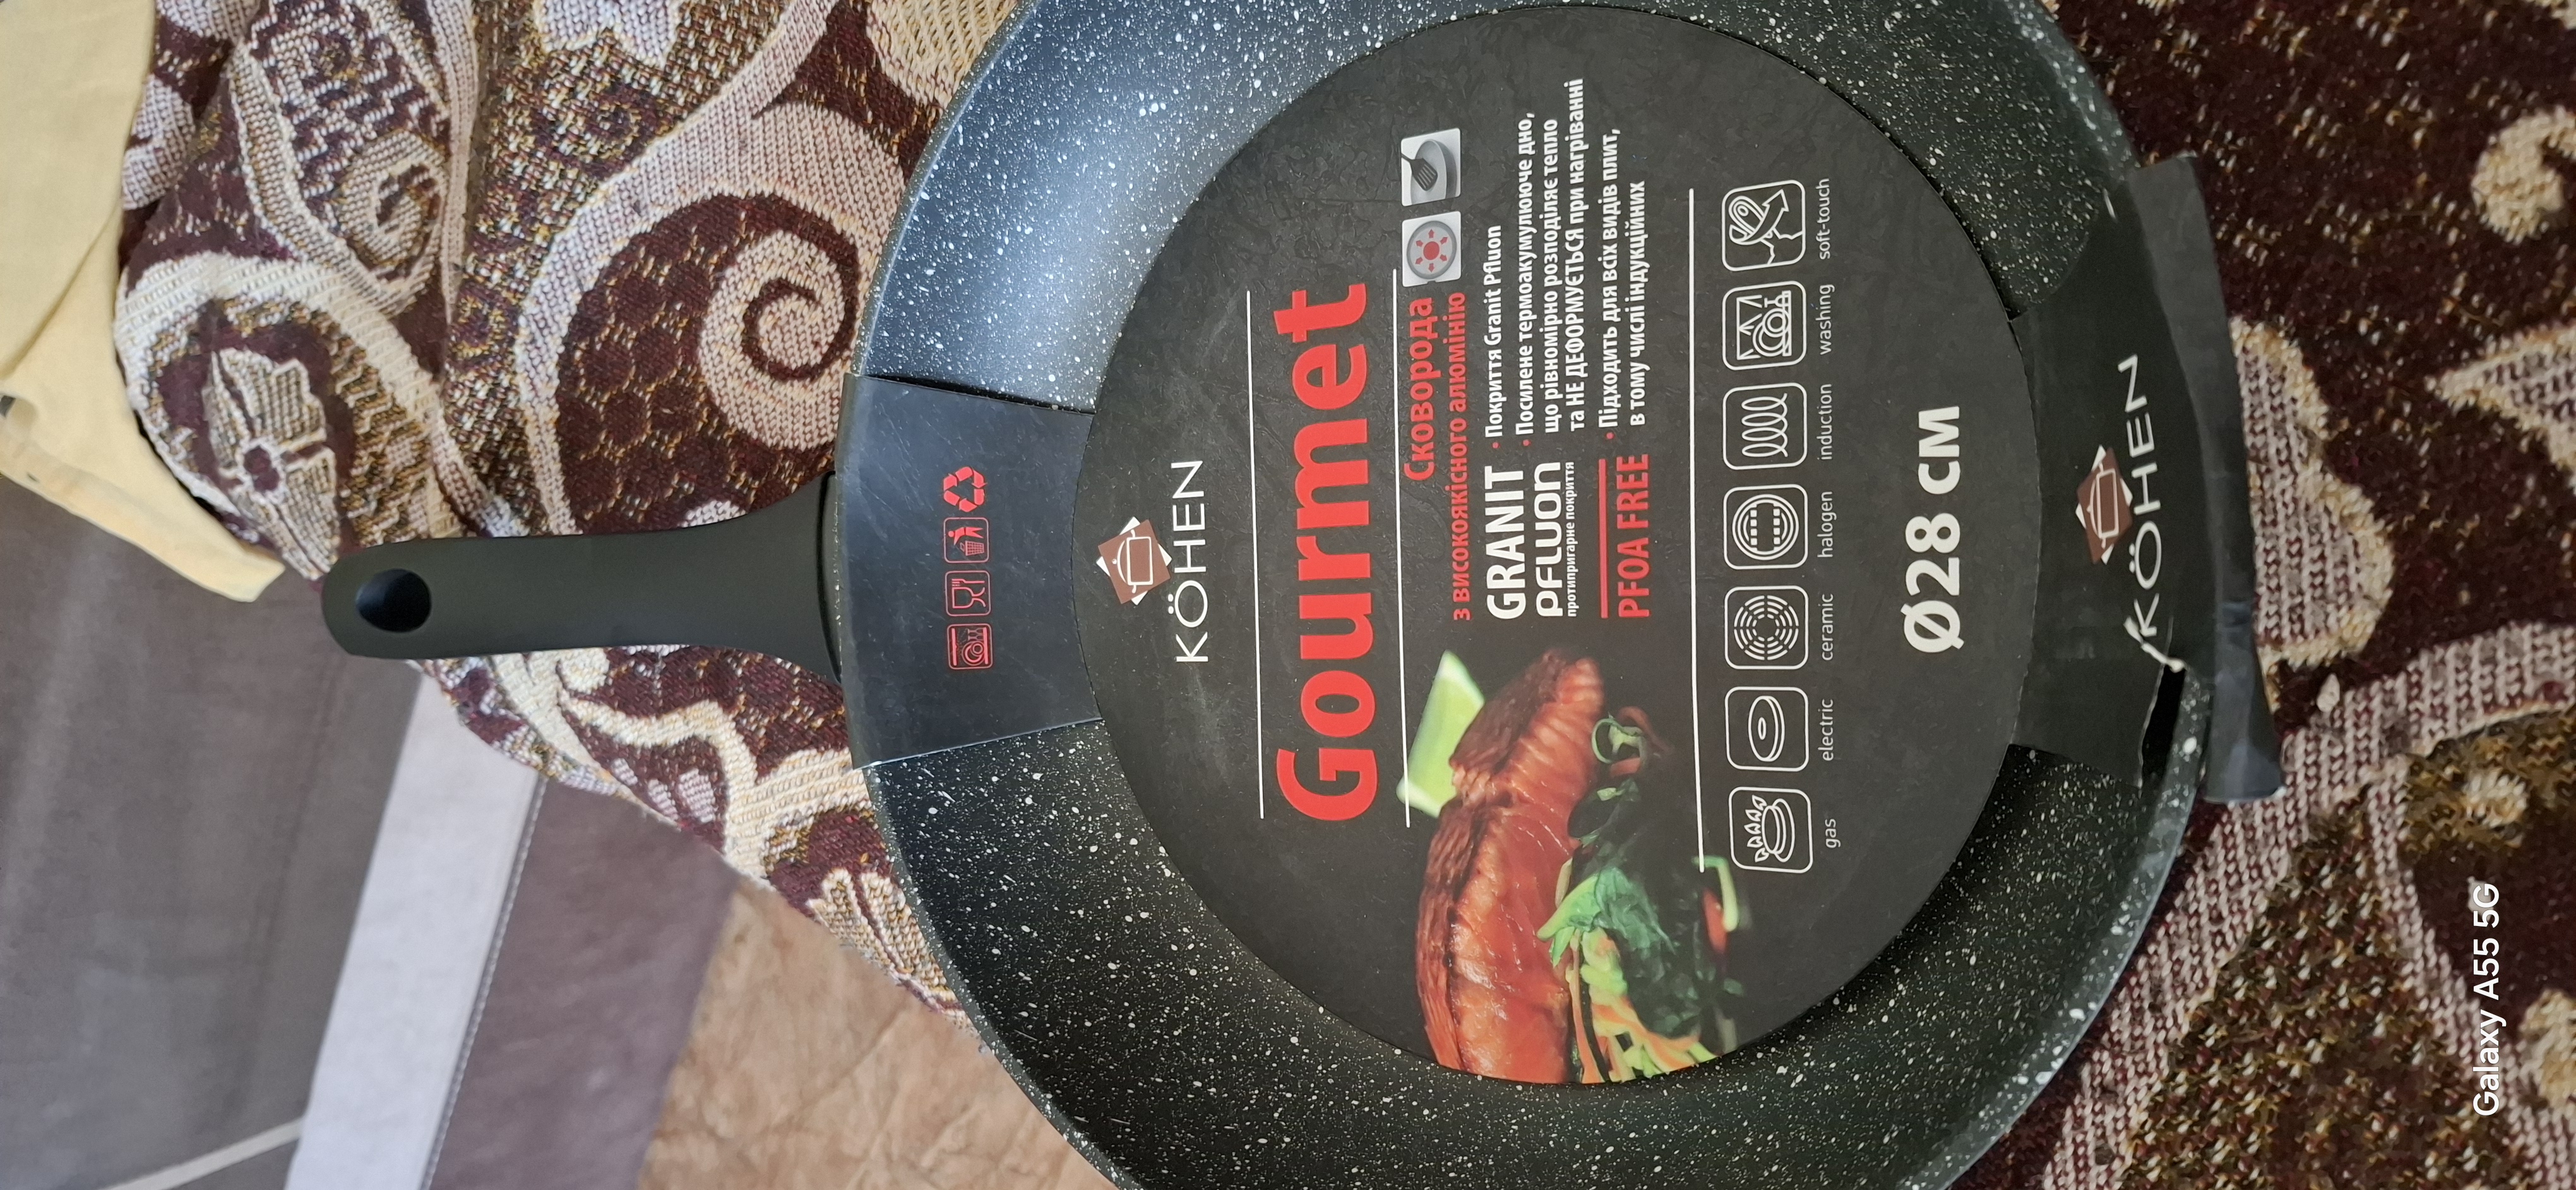 KÖHEN
Gourmet
Сковорода
з високоякісного алюмінію
GRANIT
PFLUON
протипригарне покриття
PFOA FREE
• Покриття Granit Pfluon
• Посилене термоакумулююче дно,
що рівномірно розподіляє тепло
та НЕ ДЕФОРМУЄТЬСЯ при нагріванні
• Підходить для всіх видів плит,
в тому числі індукційних
gas
electric
ceramic
halogen
induction
washing
soft-touch
Ø28 см
KÖHEN
Galaxy A55 5G